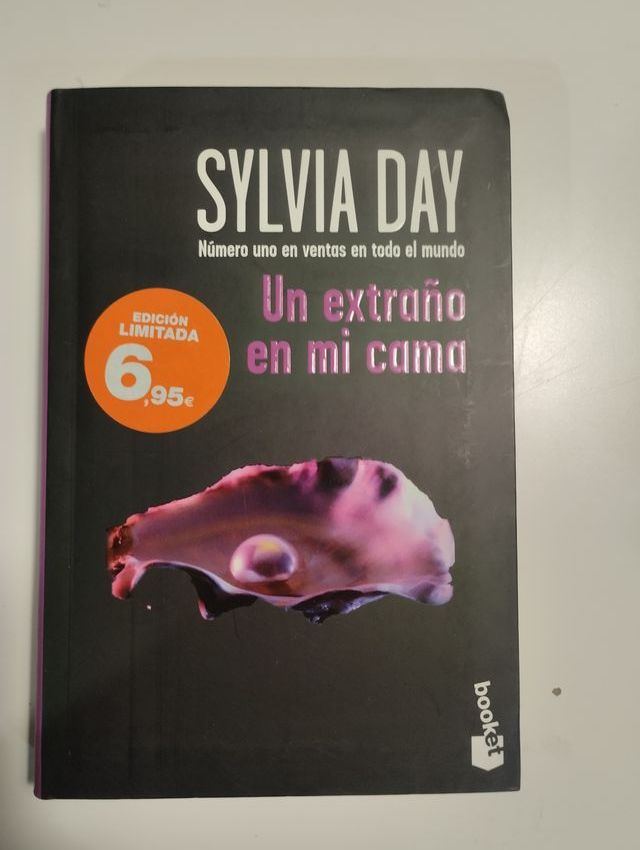 SYLVIA DAY
Número uno en ventas en todo el mundo
Un extraño
en mi cama
EDICIÓN
LIMITADA
6,95€
booket